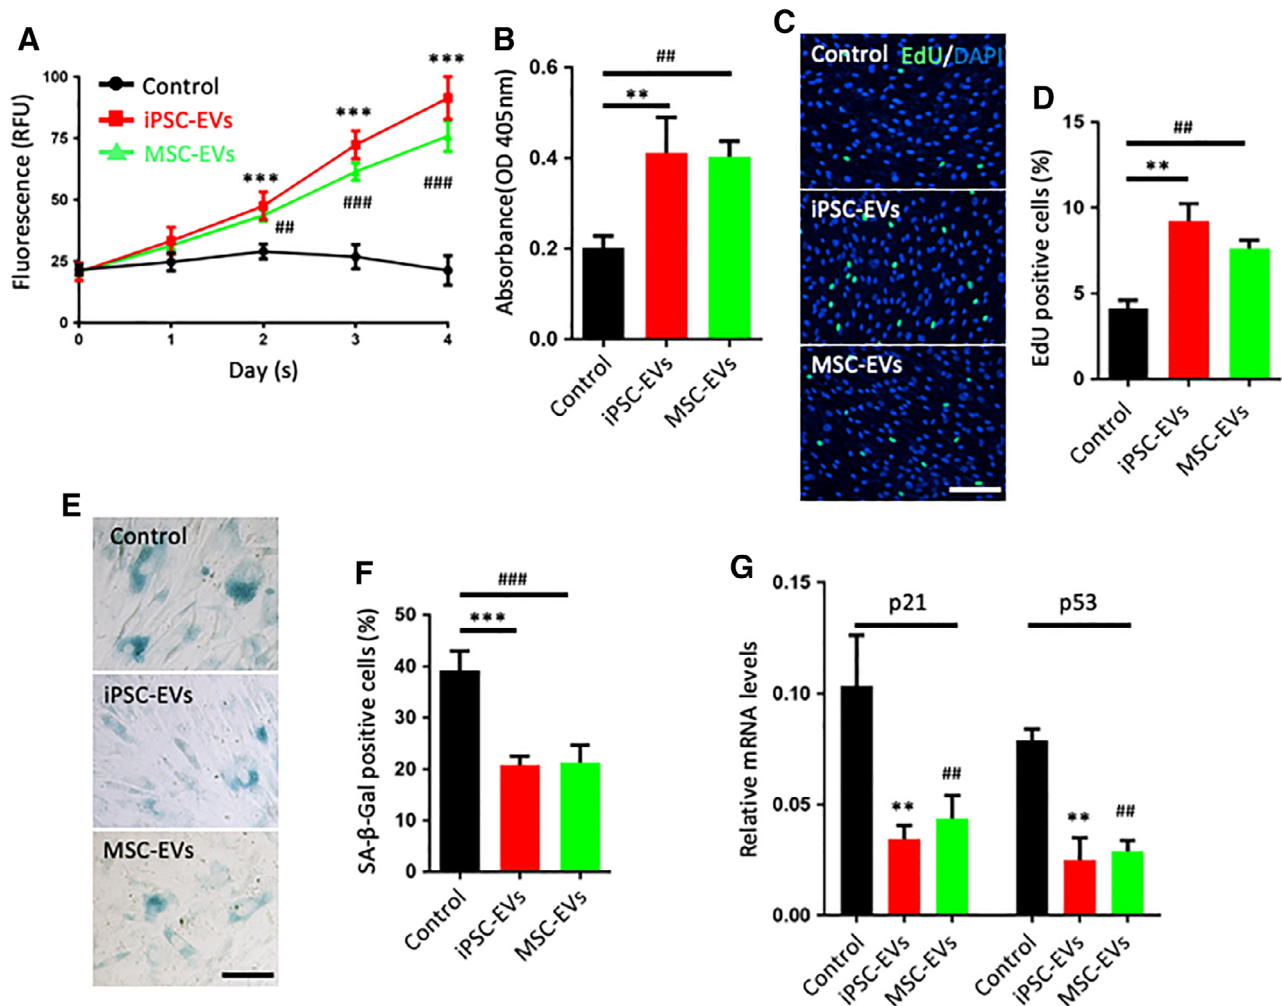 A
Fluorescence (RFU)
100
75
50
25
0
Control
iPSC-EVs
MSC-EVs
***
***
***
##
###
###
0 1 2 3 4
Day (s)
B
Absorbance(OD 405nm)
0.6
0.4
0.2
0.0
##
**
Control
iPSC-EVs
MSC-EVs
C
Control EdU/DAPI
iPSC-EVs
MSC-EVs
D
EdU positive cells (%)
15
10
5
0
##
**
Control
iPSC-EVs
MSC-EVs
E
Control
iPSC-EVs
MSC-EVs
F
SA-β-Gal positive cells (%)
50
40
30
20
10
0
###
***
Control
iPSC-EVs
MSC-EVs
G
Relative mRNA levels
0.15
0.10
0.05
0.00
p21 p53
** ## ** ##
Control
iPSC-EVs
MSC-EVs
Control
iPSC-EVs
MSC-EVs